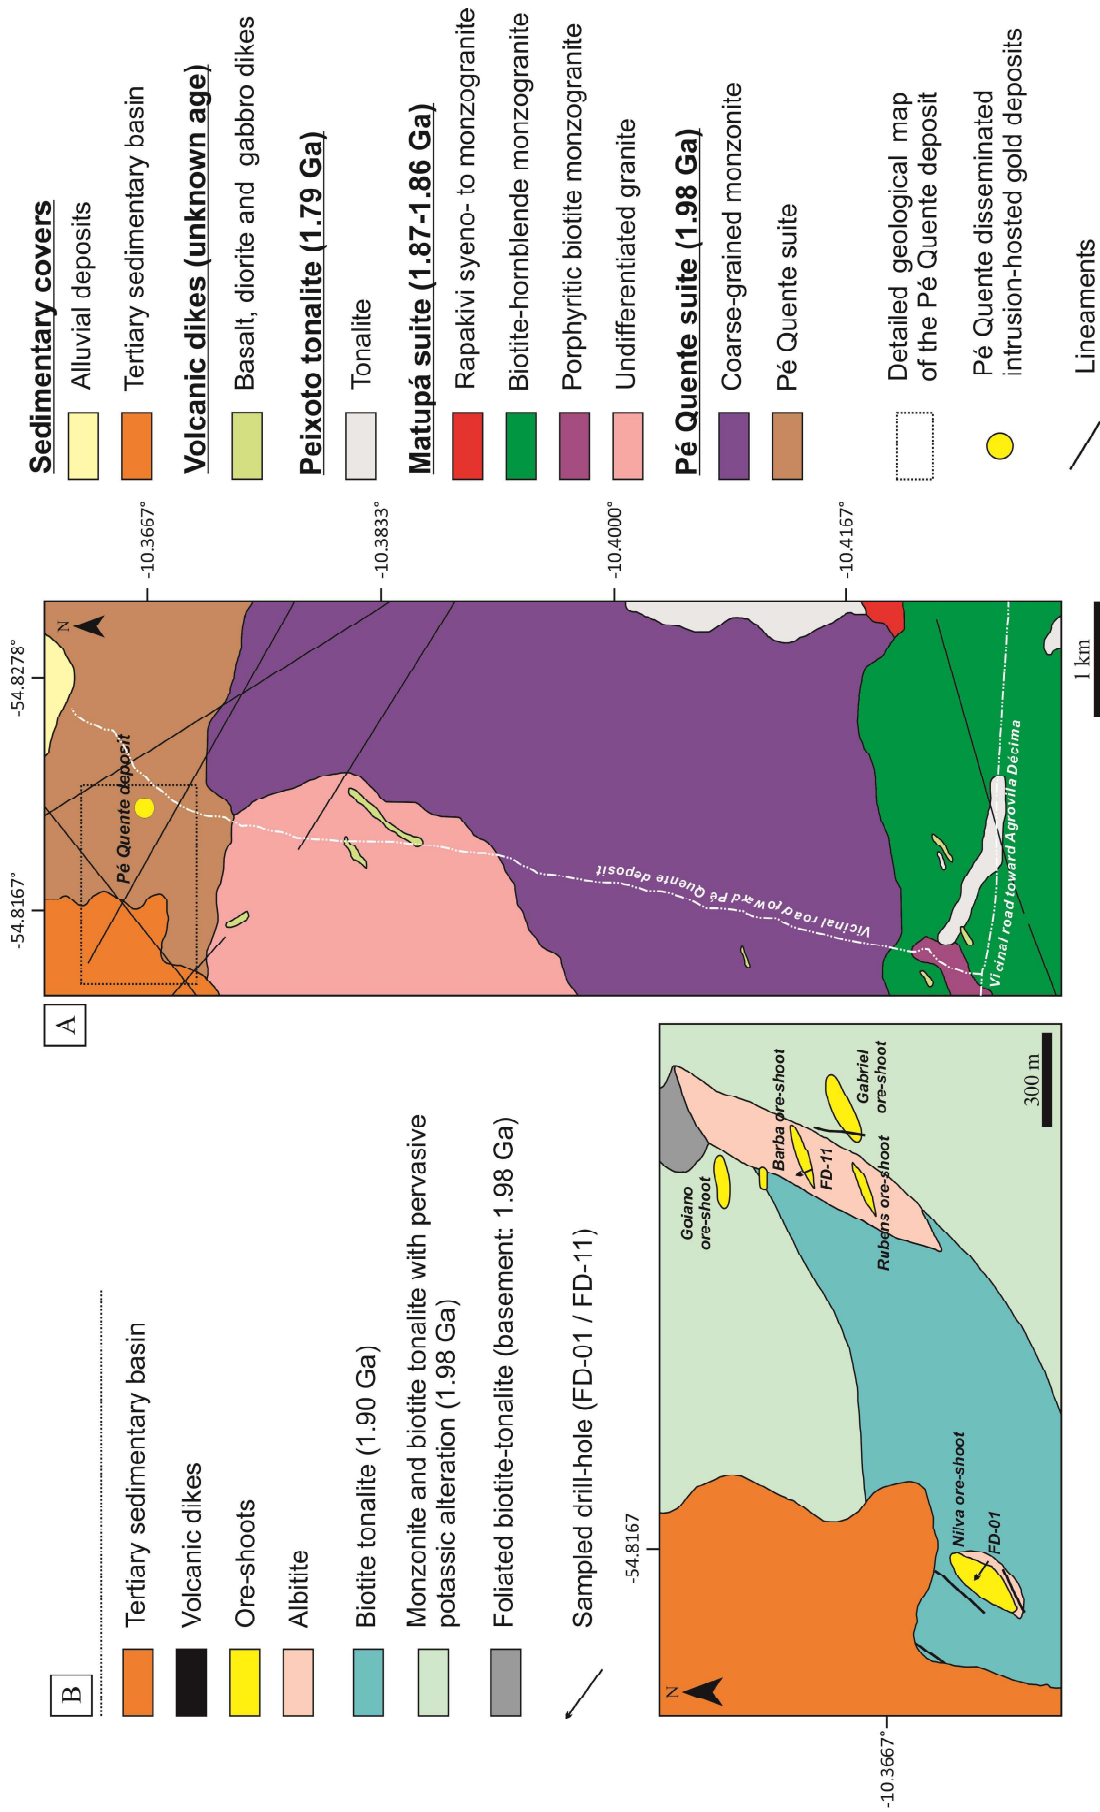 A
N
-54.8167°
-54.8278°
-10.3667°
-10.3833°
-10.4000°
-10.4167°
Pé Quente deposit
Vicinal road toward Pé Quente deposit
Vicinal road toward Agrovila Décima
1 km
Sedimentary covers
Alluvial deposits
Tertiary sedimentary basin
Volcanic dikes (unknown age)
Basalt, diorite and gabbro dikes
Peixoto tonalite (1.79 Ga)
Tonalite
Matupá suite (1.87-1.86 Ga)
Rapakivi syeno- to monzogranite
Biotite-hornblende monzogranite
Porphyritic biotite monzogranite
Undifferentiated granite
Pé Quente suite (1.98 Ga)
Coarse-grained monzonite
Pé Quente suite
Detailed geological map
of the Pé Quente deposit
Pé Quente disseminated
intrusion-hosted gold deposits
Lineaments
B
Tertiary sedimentary basin
Volcanic dikes
Ore-shoots
Albitite
Biotite tonalite (1.90 Ga)
Monzonite and biotite tonalite with pervasive
potassic alteration (1.98 Ga)
Foliated biotite-tonalite (basement: 1.98 Ga)
Sampled drill-hole (FD-01 / FD-11)
N
-54.8167
-10.3667°
Goiano
ore-shoot
Barba ore-shoot
FD-11
Gabriel
ore-shoot
Rubens ore-shoot
Nilva ore-shoot
FD-01
300 m